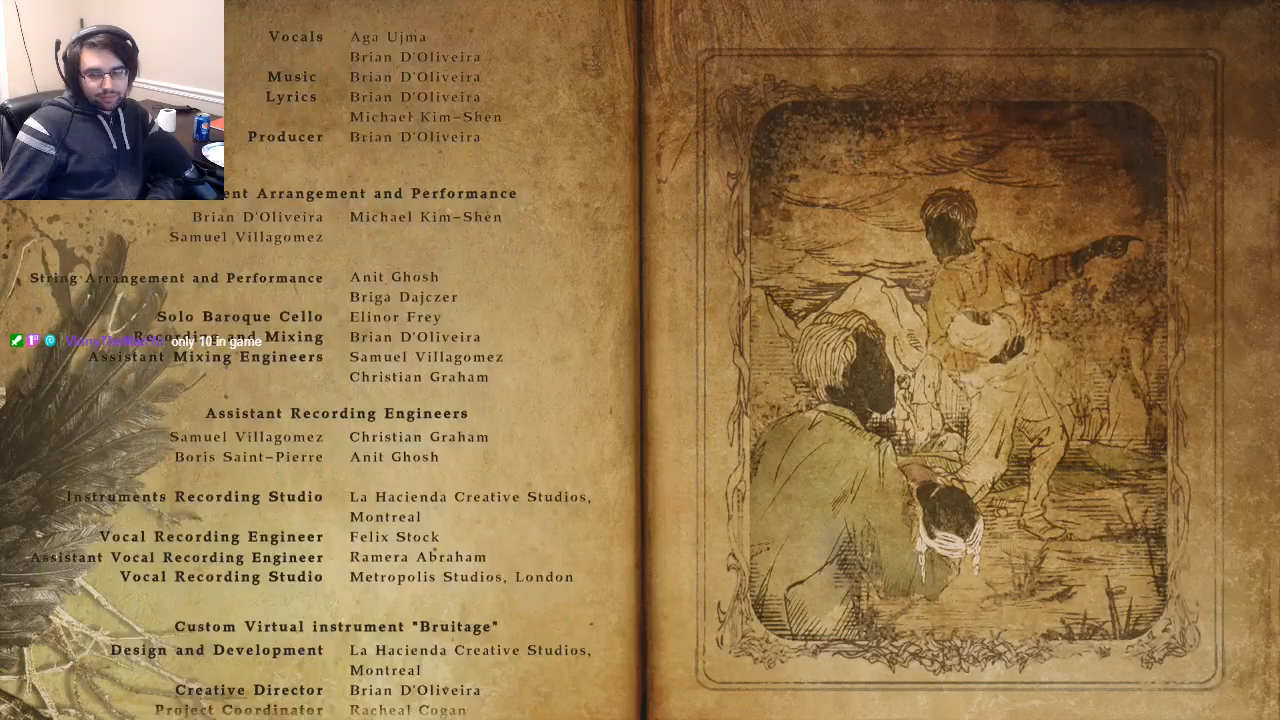 Vocals Aga Ujma
Brian D'Oliveira
Music Brian D'Oliveira
Lyrics Brian D'Oliveira
Michael Kim-Shen
Producer Brian D'Oliveira
Arrangement and Performance
Brian D'Oliveira Michael Kim-Shen
Samuel Villagomez
String Arrangement and Performance Anit Ghosh
Briga Dajczer
Solo Baroque Cello Elinor Frey
Recording and Mixing Brian D'Oliveira
only 10 in game
Assistant Mixing Engineers Samuel Villagomez
Christian Graham
Assistant Recording Engineers
Samuel Villagomez Christian Graham
Boris Saint-Pierre Anit Ghosh
Instruments Recording Studio La Hacienda Creative Studios,
Montreal
Vocal Recording Engineer Felix Stock
Assistant Vocal Recording Engineer Ramera Abraham
Vocal Recording Studio Metropolis Studios, London
Custom Virtual instrument "Bruitage"
Design and Development La Hacienda Creative Studios,
Montreal
Creative Director Brian D'Oliveira
Project Coordinator Racheal Cogan